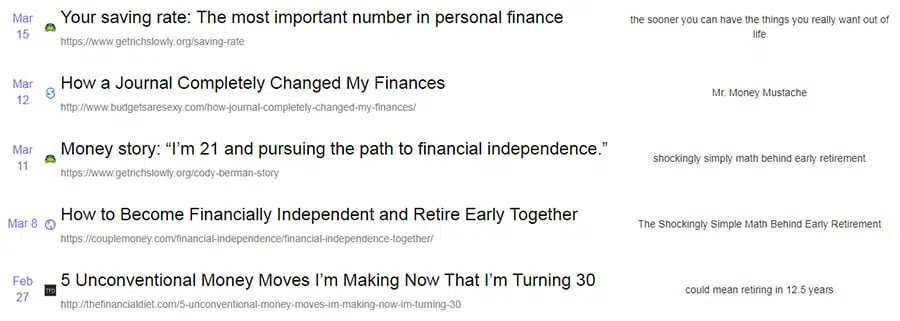 Mar 15
Your saving rate: The most important number in personal finance
https://www.getrichslowly.org/saving-rate
the sooner you can have the things you really want out of
life
Mar 12
How a Journal Completely Changed My Finances
http://www.budgetsaresexy.com/how-journal-completely-changed-my-finances/
Mr. Money Mustache
Mar 11
Money story: “I’m 21 and pursuing the path to financial independence.”
https://www.getrichslowly.org/cody-berman-story
shockingly simply math behind early retirement
Mar 8
How to Become Financially Independent and Retire Early Together
https://couplemoney.com/financial-independence/financial-independence-together/
The Shockingly Simple Math Behind Early Retirement
Feb 27
TFD
5 Unconventional Money Moves I’m Making Now That I’m Turning 30
http://thefinancialdiet.com/5-unconventional-money-moves-im-making-now-im-turning-30
could mean retiring in 12.5 years